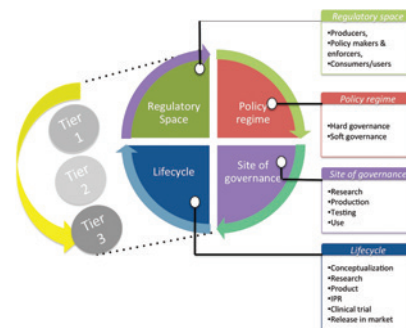 Tier
1
Tier
2
Tier
3
Regulatory
Space
Policy
regime
Lifecycle
Site of
governance
Regulatory space
•Producers,
•Policy makers &
enforcers,
•Consumers/users
Policy regime
•Hard governance
•Soft governance
Site of governance
•Research
•Production
•Testing
•Use
Lifecycle
•Conceptualization
•Research
•Product
•IPR
•Clinical trial
•Release in market